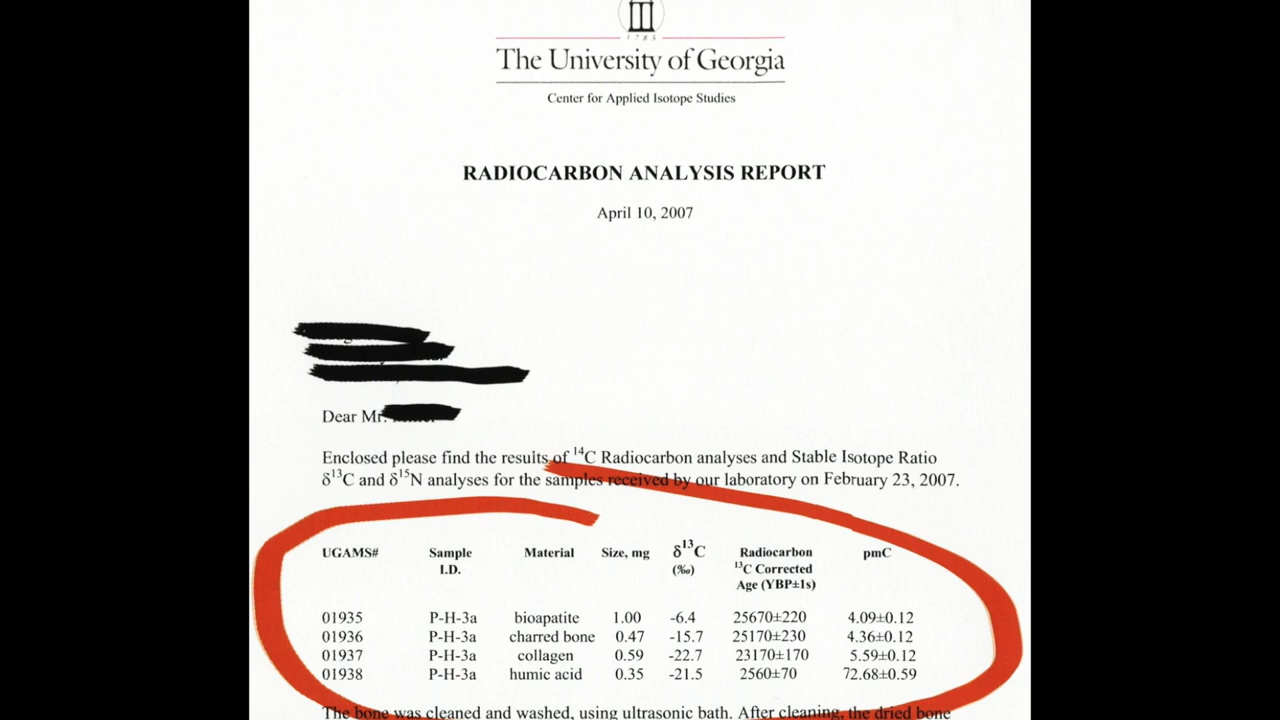 1785
The University of Georgia
Center for Applied Isotope Studies
RADIOCARBON ANALYSIS REPORT
April 10, 2007
Dear Mr.
Enclosed please find the results of ¹⁴C Radiocarbon analyses and Stable Isotope Ratio
δ¹³C and δ¹⁵N analyses for the samples received by our laboratory on February 23, 2007.
UGAMS# Sample I.D. Material Size, mg δ¹³C (‰) Radiocarbon ¹³C Corrected Age (YBP±1s) pmC
01935 P-H-3a bioapatite 1.00 -6.4 25670±220 4.09±0.12
01936 P-H-3a charred bone 0.47 -15.7 25170±230 4.36±0.12
01937 P-H-3a collagen 0.59 -22.7 23170±170 5.59±0.12
01938 P-H-3a humic acid 0.35 -21.5 2560±70 72.68±0.59
The bone was cleaned and washed, using ultrasonic bath. After cleaning, the dried bone